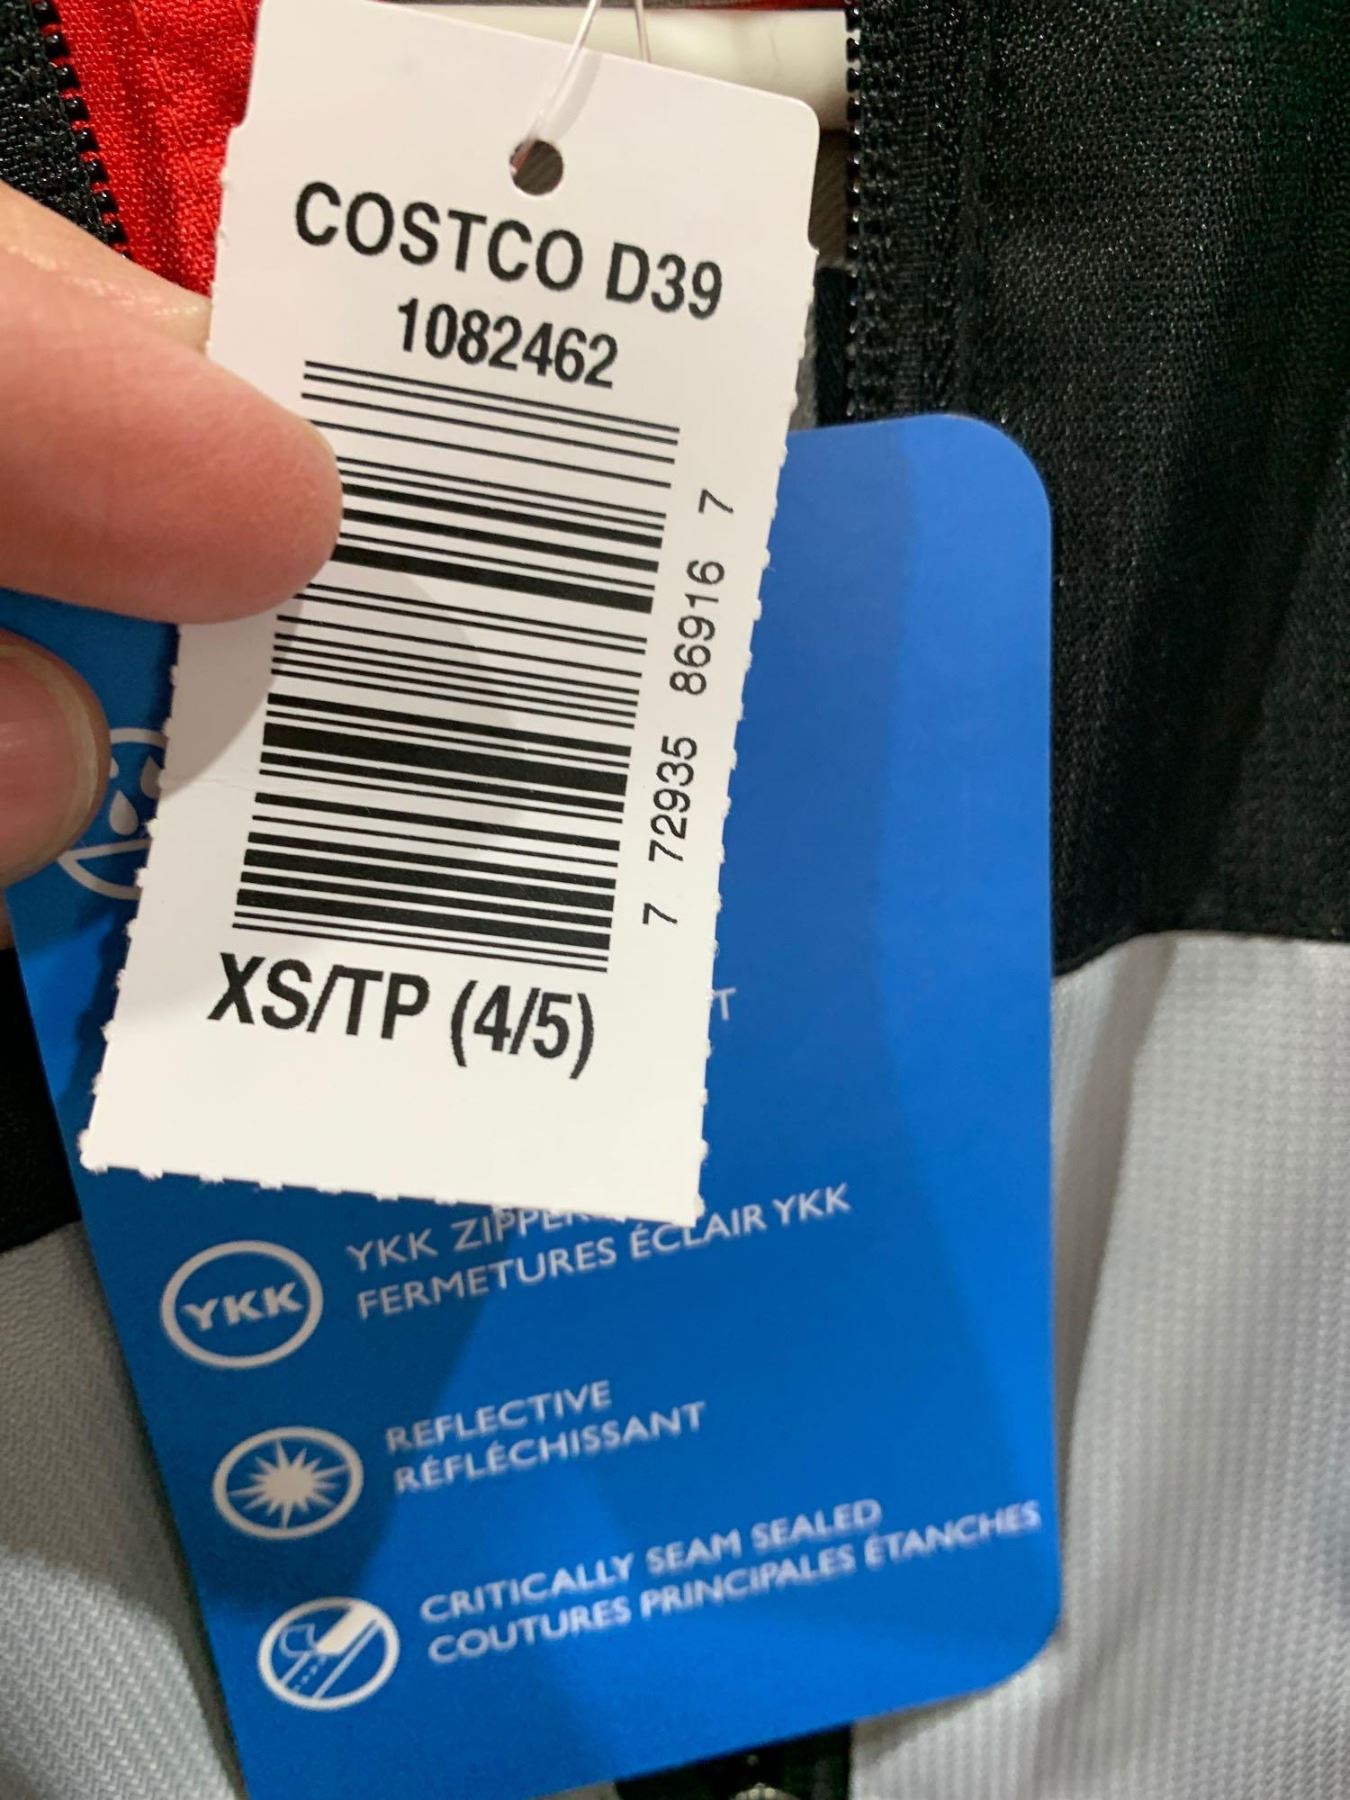 COSTCO D39
1082462
7 72935 86916 7
XS/TP (4/5)
T
YKK
YKK
FERMETURES ÉCLAIR YKK
REFLECTIVE
RÉFLÉCHISSANT
CRITICALLY SEAM SEALED
COUTURES PRINCIPALES ÉTANCHES